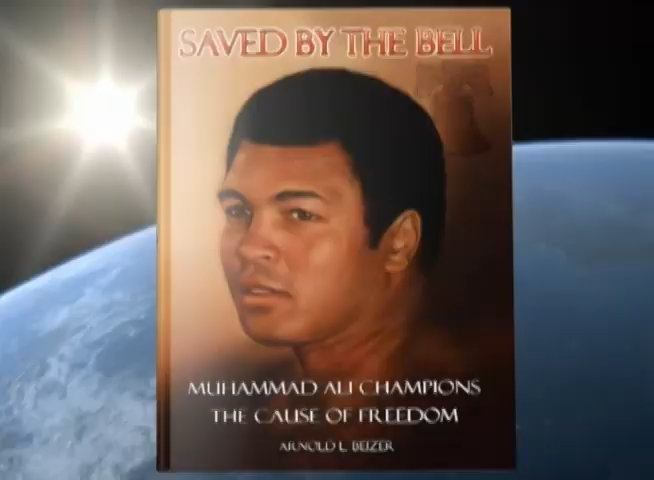 SAVED BY THE BELL
MUHAMMAD ALI CHAMPIONS
THE CAUSE OF FREEDOM
ARNOLD L. BEIZER